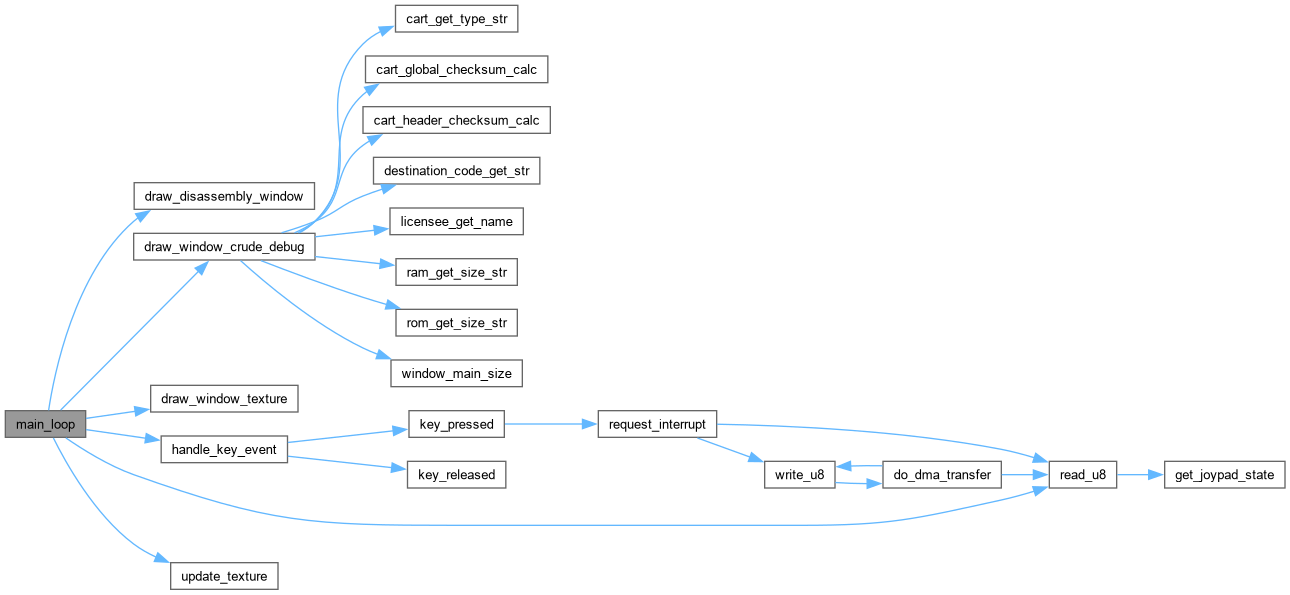 cart_get_type_str
cart_global_checksum_calc
cart_header_checksum_calc
destination_code_get_str
draw_disassembly_window
licensee_get_name
draw_window_crude_debug
ram_get_size_str
rom_get_size_str
window_main_size
draw_window_texture
main_loop
key_pressed
request_interrupt
handle_key_event
key_released
write_u8
do_dma_transfer
read_u8
get_joypad_state
update_texture